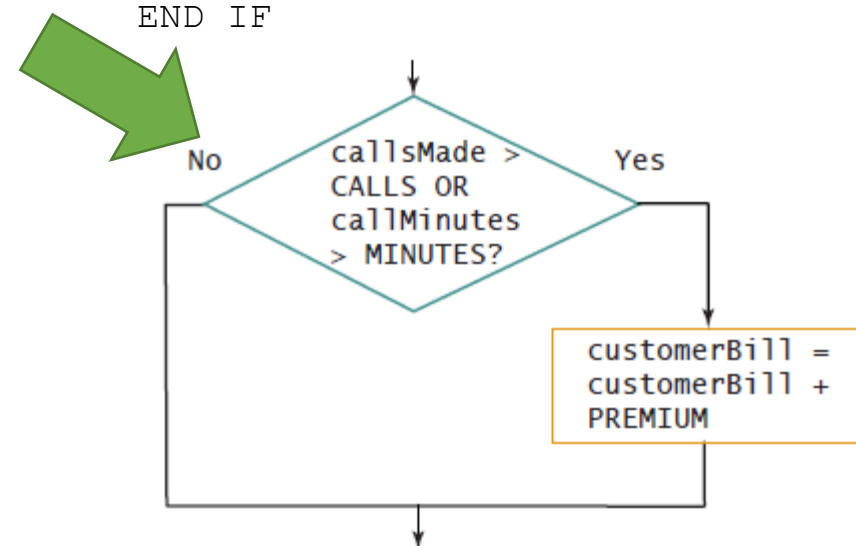 END IF
No
callsMade >
CALLS OR
callMinutes
> MINUTES?
Yes
customerBill =
customerBill +
PREMIUM